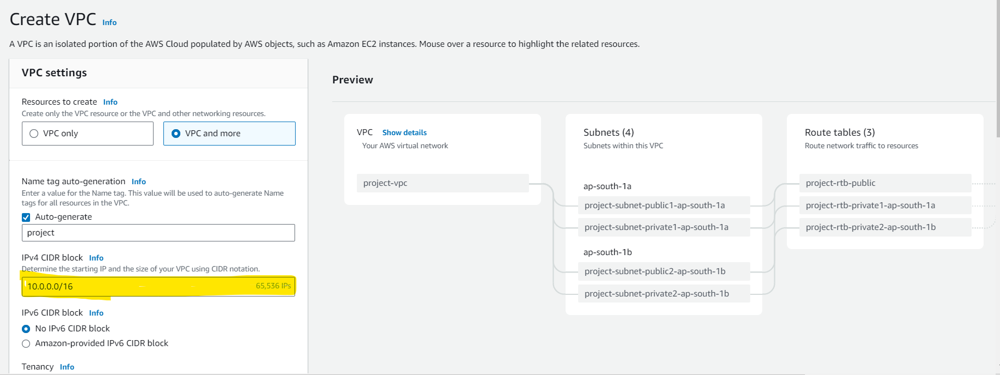 Create VPC Info
A VPC is an isolated portion of the AWS Cloud populated by AWS objects, such as Amazon EC2 instances. Mouse over a resource to highlight the related resources.
VPC settings
Resources to create Info
Create only the VPC resource or the VPC and other networking resources.
VPC only
VPC and more
Name tag auto-generation Info
Enter a value for the Name tag. This value will be used to auto-generate Name
tags for all resources in the VPC.
Auto-generate
project
IPv4 CIDR block Info
Determine the starting IP and the size of your VPC using CIDR notation.
10.0.0.0/16 65,536 IPs
IPv6 CIDR block Info
No IPv6 CIDR block
Amazon-provided IPv6 CIDR block
Tenancy Info
Preview
VPC Show details
Your AWS virtual network
project-vpc
Subnets (4)
Subnets within this VPC
ap-south-1a
project-subnet-public1-ap-south-1a
project-subnet-private1-ap-south-1a
ap-south-1b
project-subnet-public2-ap-south-1b
project-subnet-private2-ap-south-1b
Route tables (3)
Route network traffic to resources
project-rtb-public
project-rtb-private1-ap-south-1a
project-rtb-private2-ap-south-1b